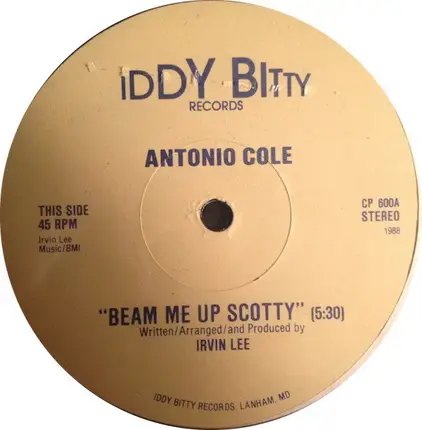 IDDY BITTY
RECORDS
ANTONIO COLE
THIS SIDE
45 RPM
Irvin Lee
Music/BMI
CP 600A
STEREO
1988
"BEAM ME UP SCOTTY" (5:30)
Written/Arranged/and Produced by
IRVIN LEE
IDDY BITTY RECORDS LANHAM, MD